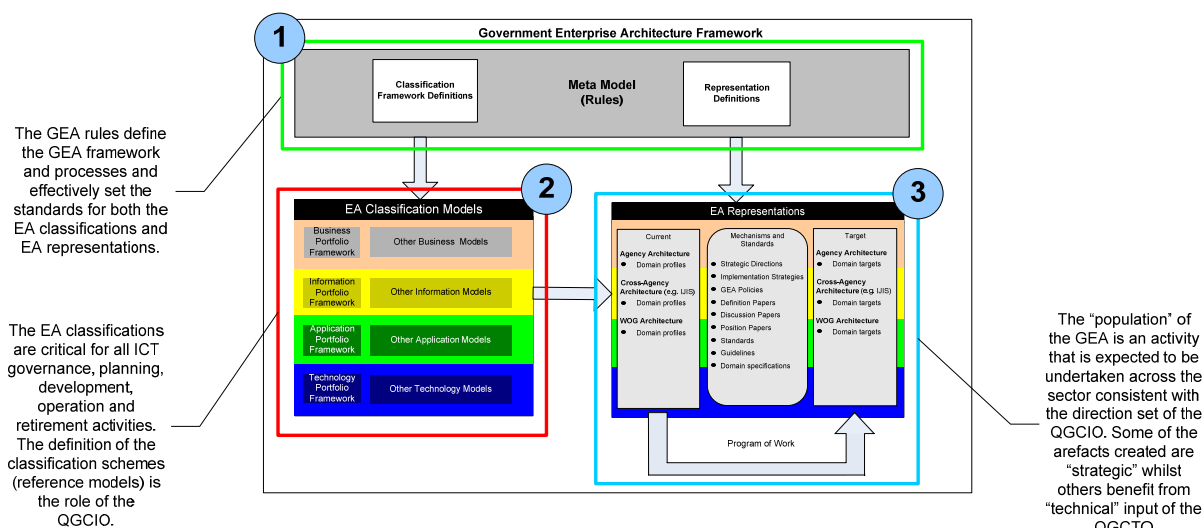 Government Enterprise Architecture Framework
1
Classification
Framework Definitions
Meta Model
(Rules)
Representation
Definitions
The GEA rules define
the GEA framework
and processes and
effectively set the
standards for both the
EA classifications and
EA representations.
2
EA Classification Models
Business
Portfolio
Framework
Other Business Models
Information
Portfolio
Framework
Other Information Models
Application
Portfolio
Framework
Other Application Models
Technology
Portfolio
Framework
Other Technology Models
The EA classifications
are critical for all ICT
governance, planning,
development,
operation and
retirement activities.
The definition of the
classification schemes
(reference models) is
the role of the
QGCIO.
3
EA Representations
Current
Agency Architecture
● Domain profiles
Cross-Agency
Architecture (e.g. IJIS)
● Domain profiles
WOG Architecture
● Domain profiles
Mechanisms and
Standards
● Strategic Directions
● Implementation Strategies
● GEA Policies
● Definition Papers
● Discussion Papers
● Position Papers
● Standards
● Guidelines
● Domain specifications
Target
Agency Architecture
● Domain targets
Cross-Agency
Architecture (e.g. IJIS)
● Domain targets
WOG Architecture
● Domain targets
Program of Work
The “population” of
the GEA is an activity
that is expected to be
undertaken across the
sector consistent with
the direction set of the
QGCIO. Some of the
arefacts created are
“strategic” whilst
others benefit from
“technical” input of the
QGCTO